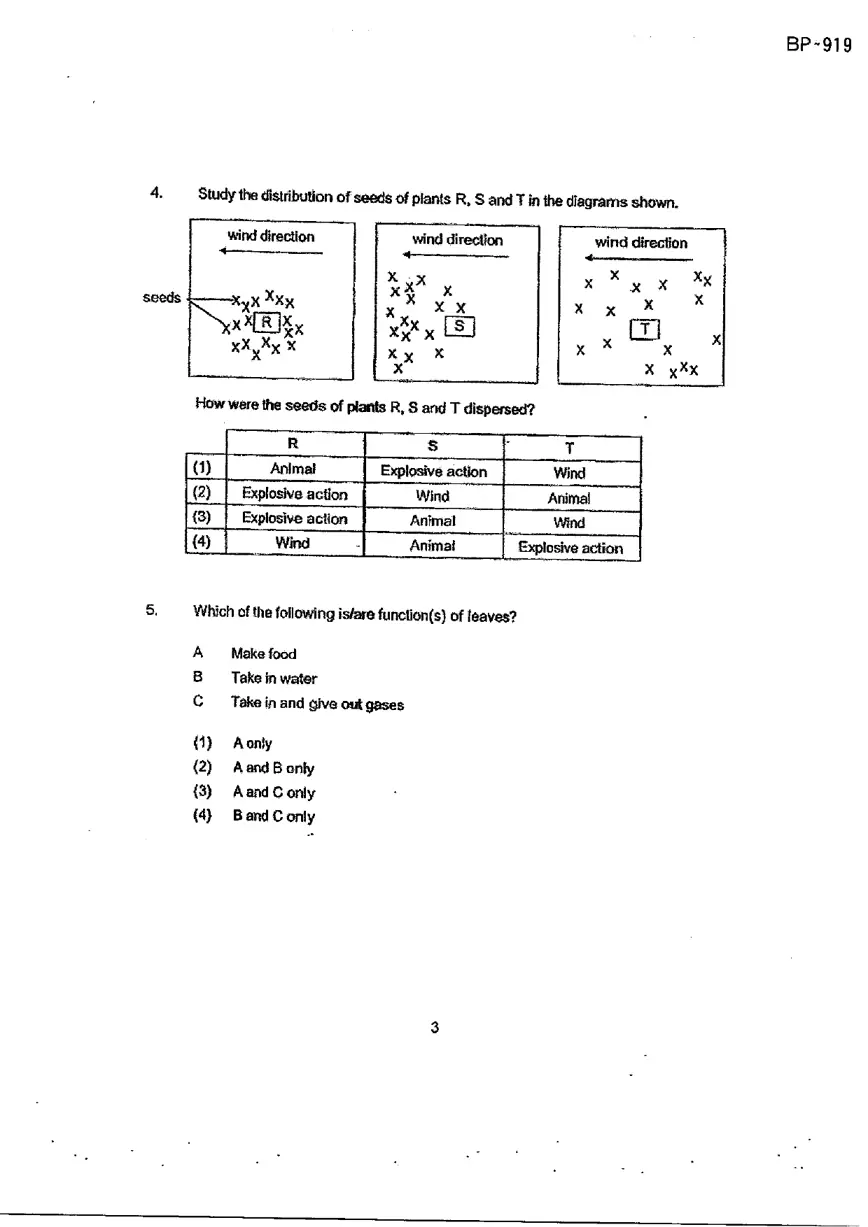 BP-919
4. Study the distribution of seeds of plants R, S and T in the diagrams shown.
wind direction wind direction wind direction
seeds
R S T
How were the seeds of plants R, S and T dispersed?
R S T
(1) Animal Explosive action Wind
(2) Explosive action Wind Animal
(3) Explosive action Animal Wind
(4) Wind Animal Explosive action
5. Which of the following is/are function(s) of leaves?
A Make food
B Take in water
C Take in and give out gases
(1) A only
(2) A and B only
(3) A and C only
(4) B and C only
3